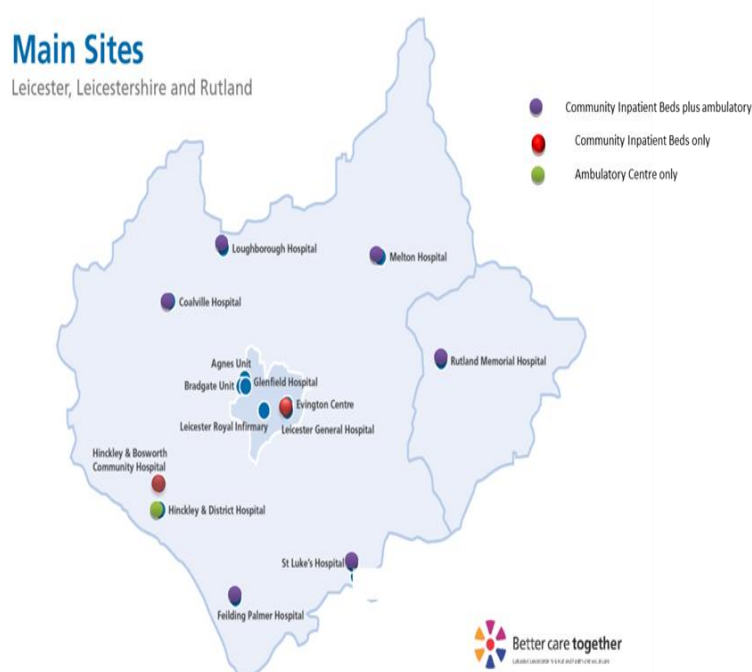 Main Sites
Leicester, Leicestershire and Rutland
Community Inpatient Beds plus ambulatory
Community Inpatient Beds only
Ambulatory Centre only
Loughborough Hospital
Melton Hospital
Coalville Hospital
Rutland Memorial Hospital
Agnes Unit
Bradgate Unit
Glenfield Hospital
Evington Centre
Leicester Royal Infirmary
Leicester General Hospital
Hinckley & Bosworth
Community Hospital
Hinckley & District Hospital
St Luke's Hospital
Feilding Palmer Hospital
Better care together